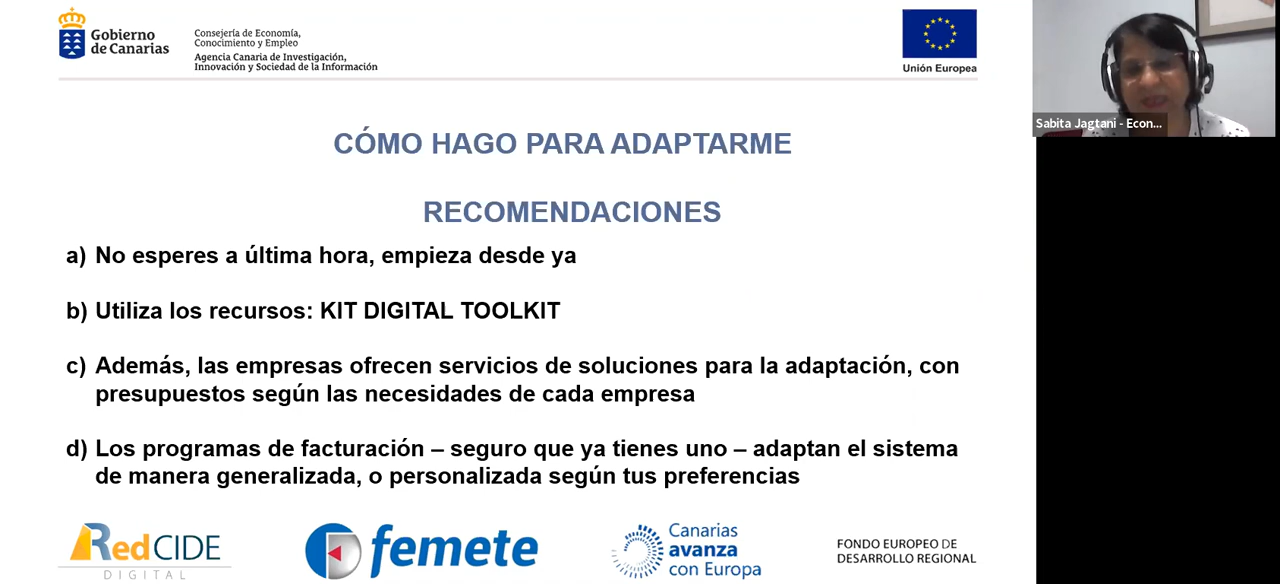 Gobierno
de Canarias
Consejería de Economía,
Conocimiento y Empleo
Agencia Canaria de Investigación,
Innovación y Sociedad de la Información
Unión Europea
Sabita Jagtani - Econ...
CÓMO HAGO PARA ADAPTARME
RECOMENDACIONES
a) No esperes a última hora, empieza desde ya
b) Utiliza los recursos: KIT DIGITAL TOOLKIT
c) Además, las empresas ofrecen servicios de soluciones para la adaptación, con
presupuestos según las necesidades de cada empresa
d) Los programas de facturación – seguro que ya tienes uno – adaptan el sistema
de manera generalizada, o personalizada según tus preferencias
RedCIDE
DIGITAL
femete
Canarias
avanza
con Europa
FONDO EUROPEO DE
DESARROLLO REGIONAL